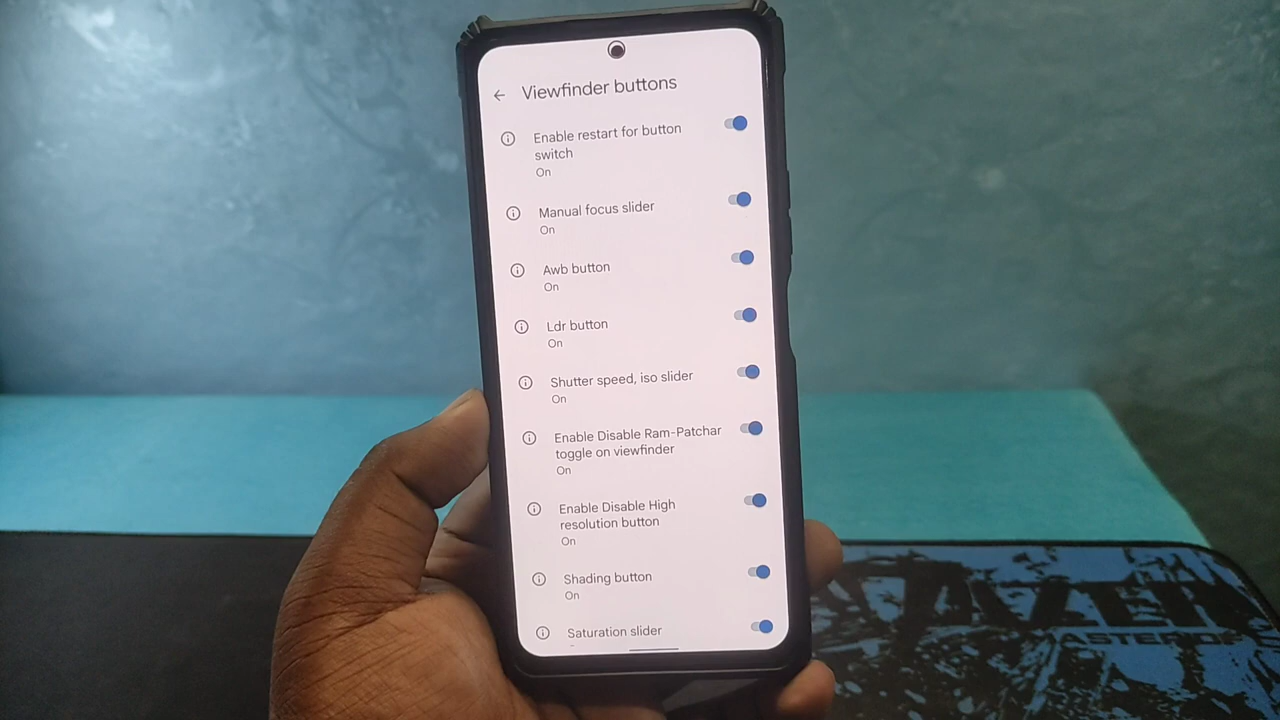 Viewfinder buttons
Enable restart for button
switch
On
Manual focus slider
On
Awb button
On
Ldr button
On
Shutter speed, iso slider
On
Enable Disable Ram-Patchar
toggle on viewfinder
On
Enable Disable High
resolution button
On
Shading button
On
Saturation slider